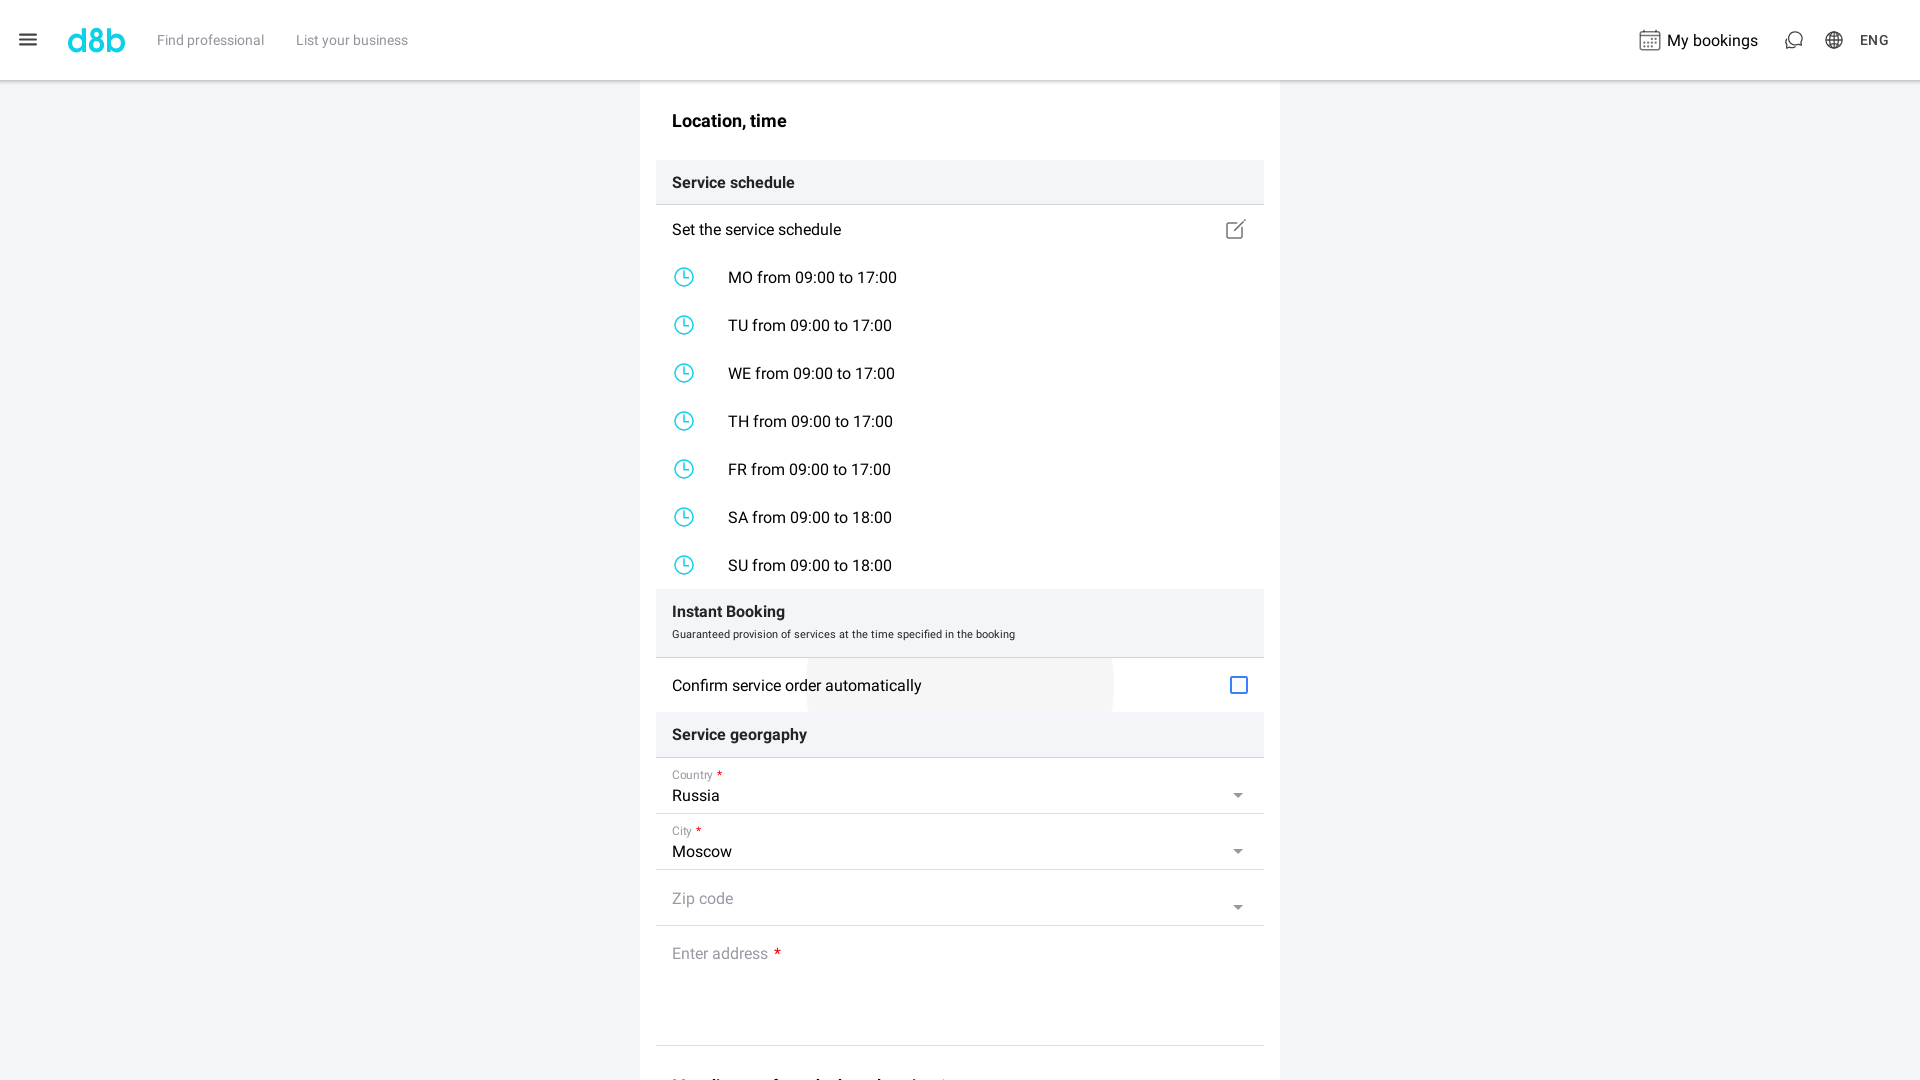 d8b
Find professional
List your business
My bookings
ENG
Location, time
Service schedule
Set the service schedule
MO from 09:00 to 17:00
TU from 09:00 to 17:00
WE from 09:00 to 17:00
TH from 09:00 to 17:00
FR from 09:00 to 17:00
SA from 09:00 to 18:00
SU from 09:00 to 18:00
Instant Booking
Guaranteed provision of services at the time specified in the booking
Confirm service order automatically
Service georgaphy
Country *
Russia
City *
Moscow
Zip code
Enter address *